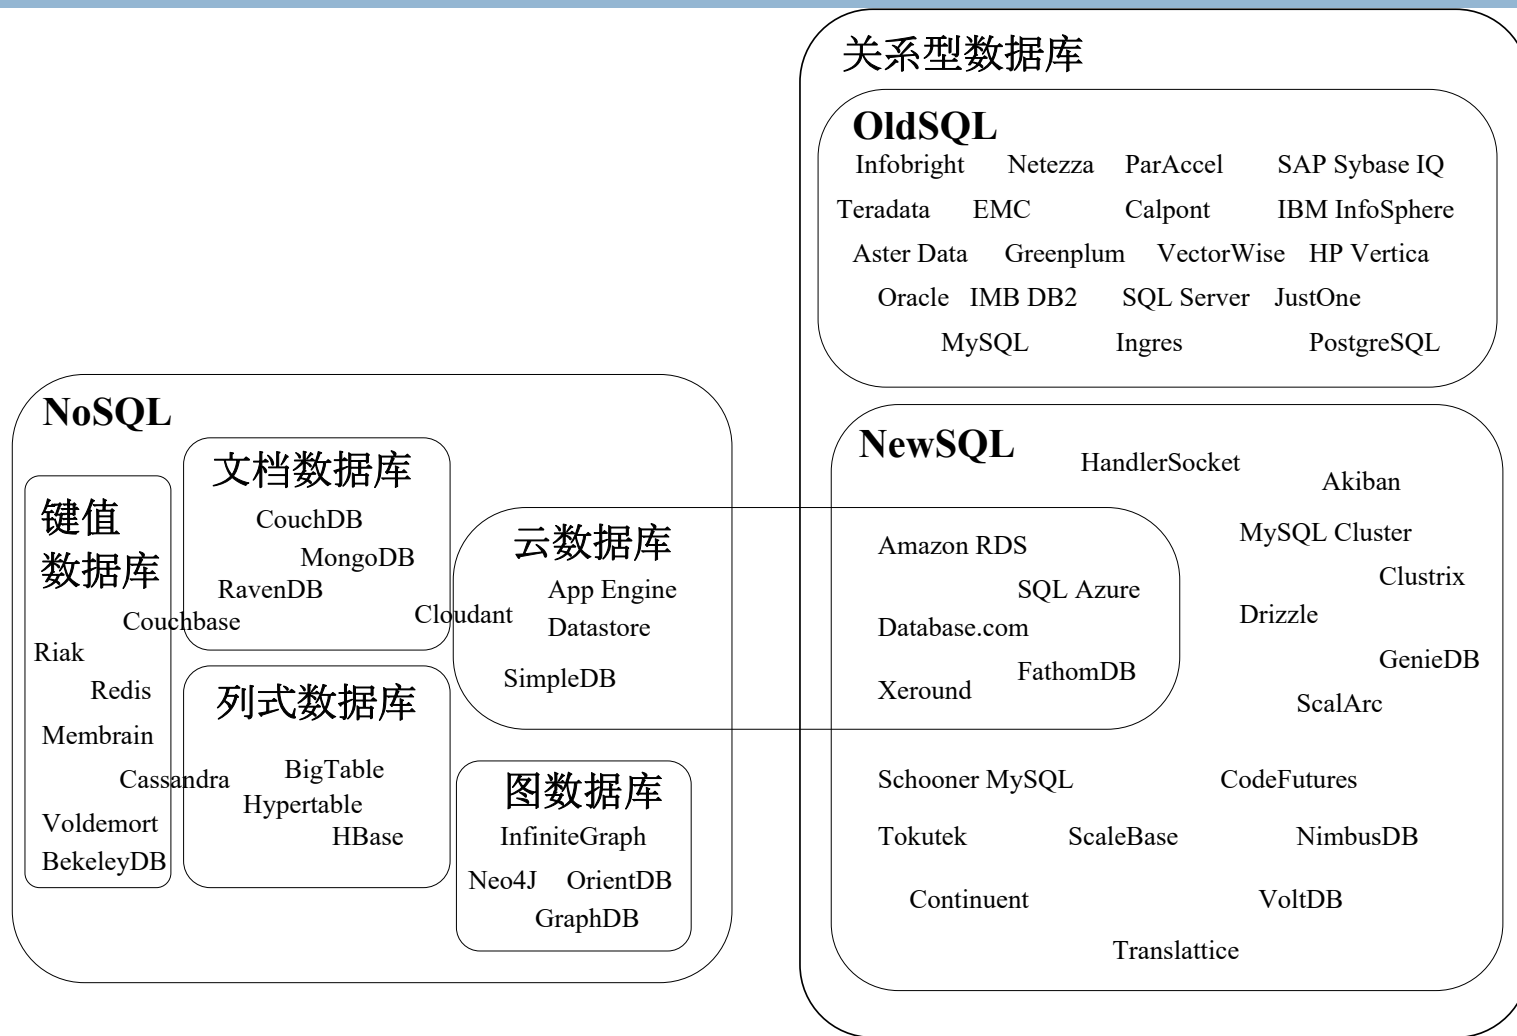 关系型数据库
OldSQL
Infobright Netezza ParAccel SAP Sybase IQ
Teradata EMC Calpont IBM InfoSphere
Aster Data Greenplum VectorWise HP Vertica
Oracle IMB DB2 SQL Server JustOne
MySQL Ingres PostgreSQL
NoSQL
键值
数据库
Couchbase
Riak
Redis
Membrain
Cassandra
Voldemort
BekeleyDB
文档数据库
CouchDB
MongoDB
RavenDB
Cloudant
列式数据库
BigTable
Hypertable
HBase
云数据库
App Engine
Datastore
SimpleDB
图数据库
InfiniteGraph
Neo4J OrientDB
GraphDB
NewSQL
HandlerSocket
Akiban
Amazon RDS
MySQL Cluster
SQL Azure
Clustrix
Database.com
Drizzle
FathomDB
GenieDB
Xeround
ScalArc
Schooner MySQL CodeFutures
Tokutek ScaleBase NimbusDB
Continuent VoltDB
Translattice